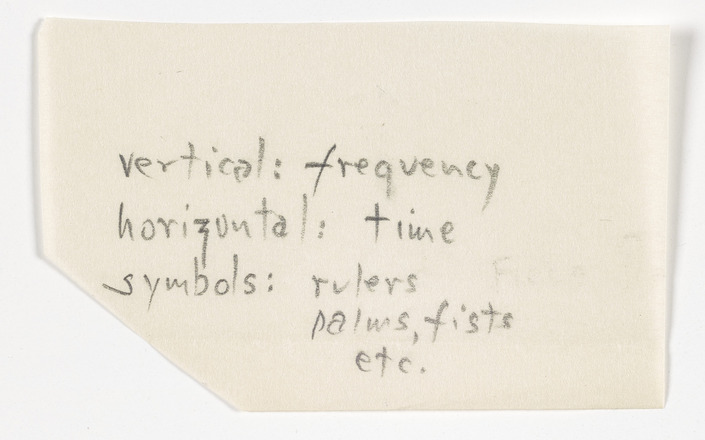 vertical: frequency
horizontal: time
symbols: rulers
palms, fists
etc.